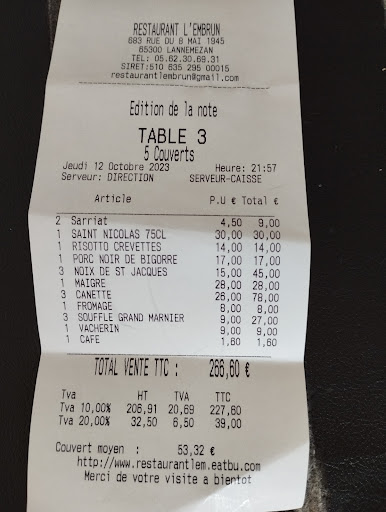 RESTAURANT L'EMBRUN
683 RUE DU 8 MAI 1945
65300 LANNEMEZAN
TEL: 05.62.30.69.31
SIRET:510 635 295 00015
restaurantlembrun@gmail.com
Edition de la note
TABLE 3
5 Couverts
Jeudi 12 Octobre 2023 Heure: 21:57
Serveur: DIRECTION SERVEUR-CAISSE
Article P.U € Total €
2 Sarriat 4,50 9,00
1 SAINT NICOLAS 75CL 30,00 30,00
1 RISOTTO CREVETTES 14,00 14,00
1 PORC NOIR DE BIGORRE 17,00 17,00
3 NOIX DE ST JACQUES 15,00 45,00
1 MAIGRE 28,00 28,00
3 CANETTE 26,00 78,00
1 FROMAGE 8,00 8,00
3 SOUFFLE GRAND MARNIER 9,00 27,00
1 VACHERIN 9,00 9,00
1 CAFE 1,60 1,60
TOTAL VENTE TTC : 266,60 €
Tva HT TVA TTC
Tva 10,00% 206,91 20,69 227,60
Tva 20,00% 32,50 6,50 39,00
Couvert moyen : 53,32 €
http://www.restaurantlem.eatbu.com
Merci de votre visite a bientot